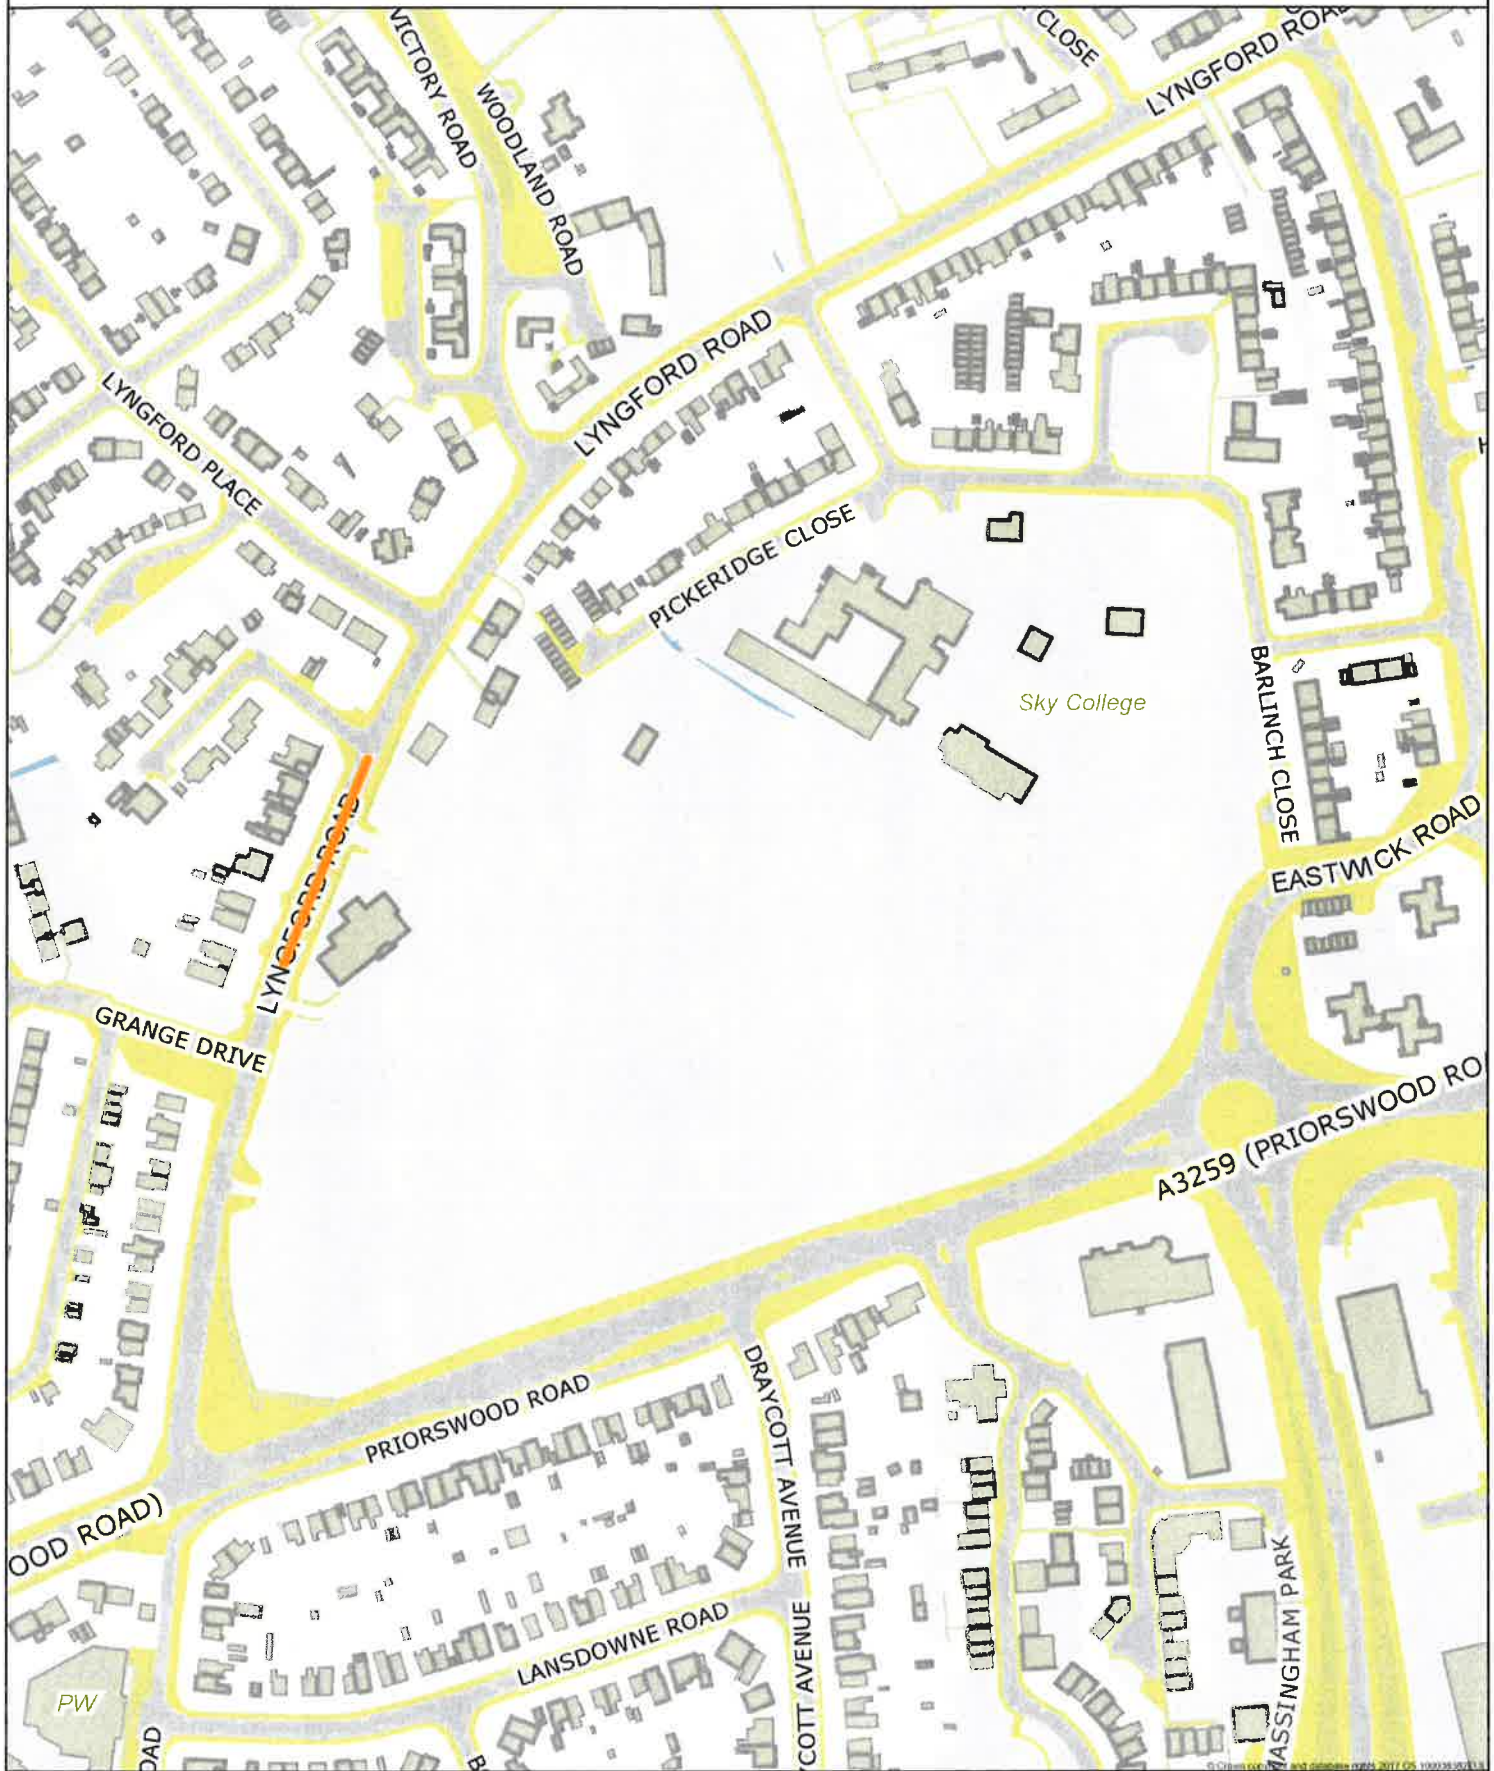 VICTORY ROAD
WOODLAND ROAD
CLOSE
LYNGFORD ROAD
LYNGFORD ROAD
LYNGFORD PLACE
PICKERIDGE CLOSE
Sky College
BARLINCH CLOSE
LYNGFORD ROAD
EASTWICK ROAD
GRANGE DRIVE
A3259 (PRIORSWOOD RO
PRIORSWOOD ROAD
DRAYCOTT AVENUE
OOD ROAD)
LANSDOWNE ROAD
MASSINGHAM PARK
PW
COTT AVENUE
OAD